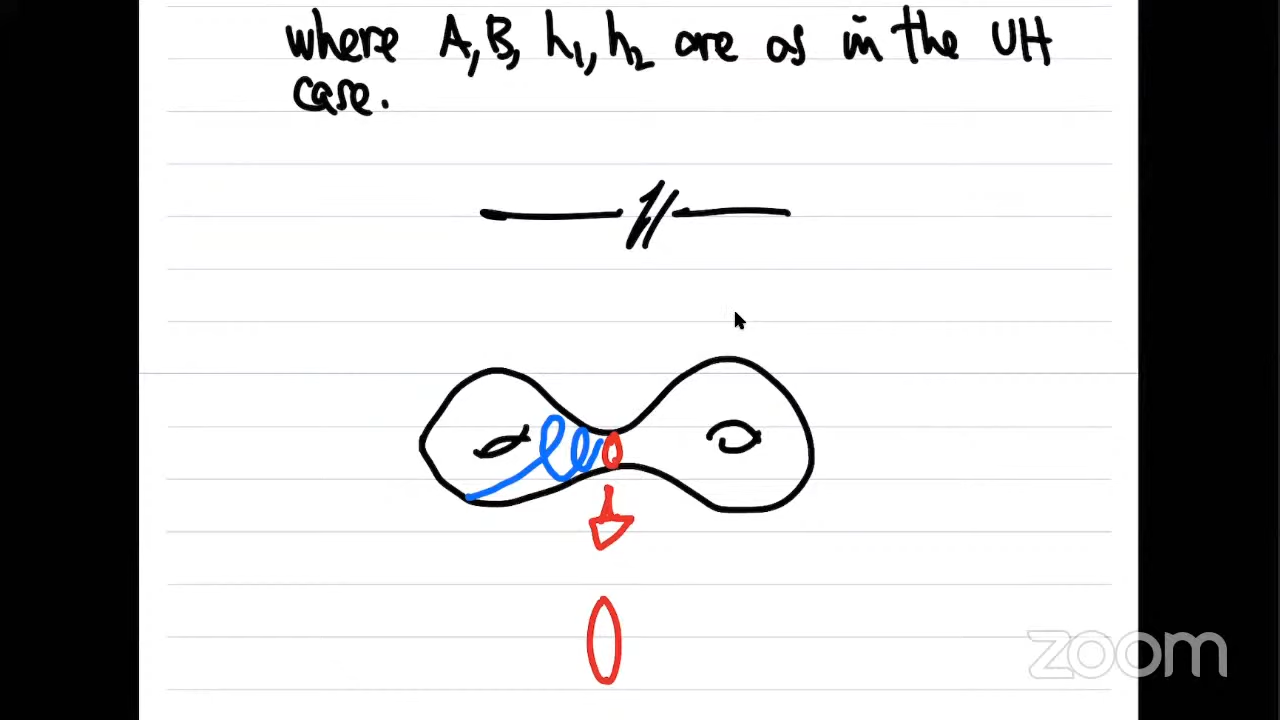 where A, B, h₁, h₂ are as in the UH
case.
zoom